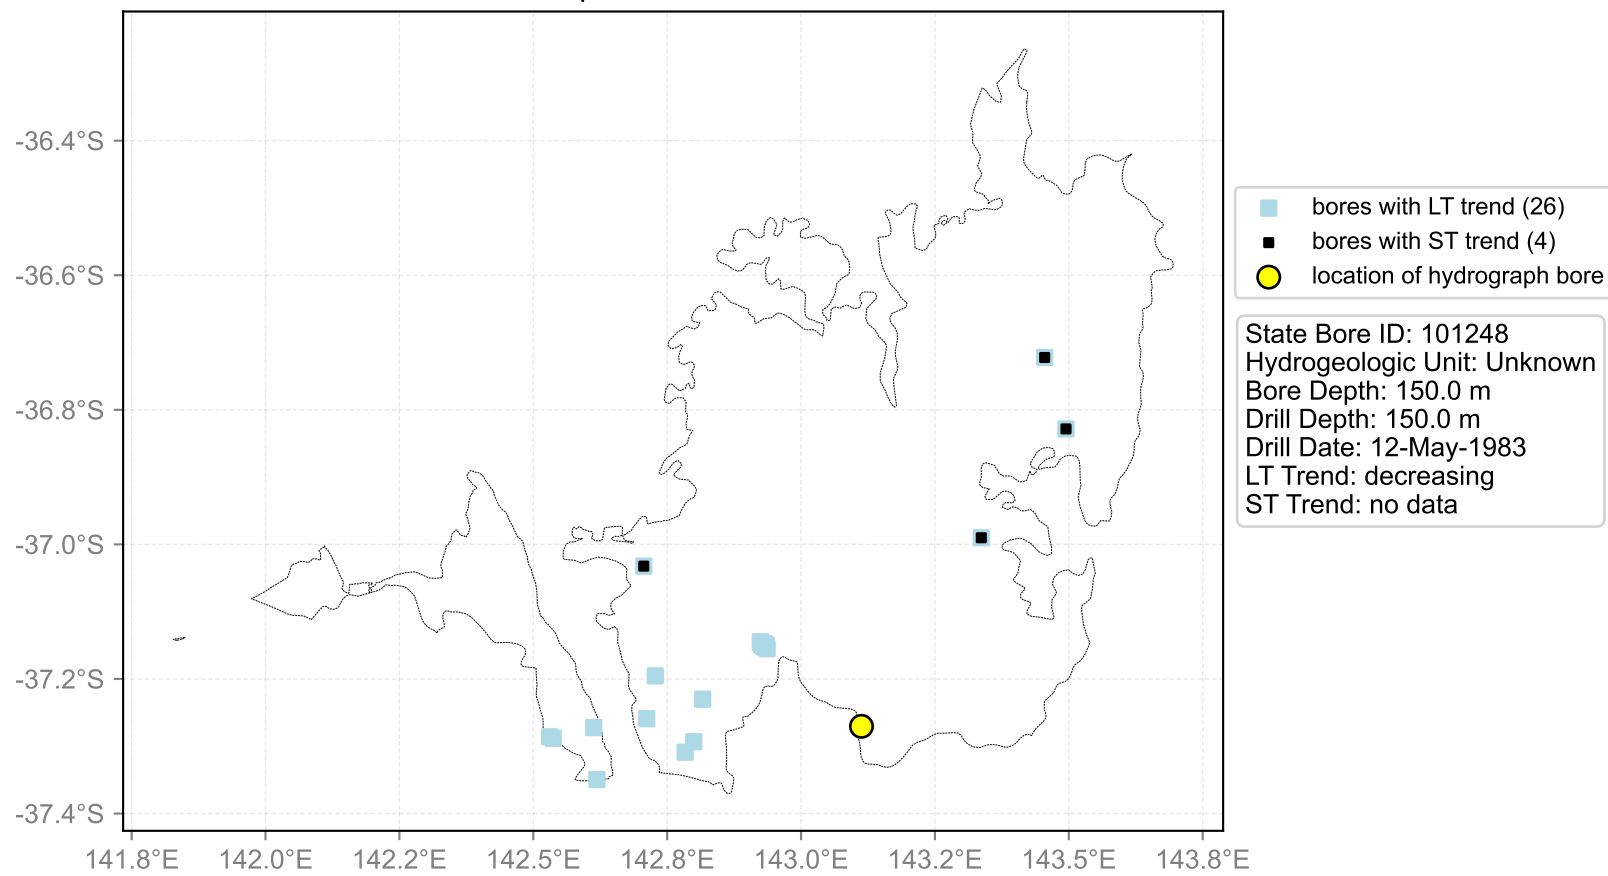 -36.4°S
-36.6°S
-36.8°S
-37.0°S
-37.2°S
-37.4°S
141.8°E 142.0°E 142.2°E 142.5°E 142.8°E 143.0°E 143.2°E 143.5°E 143.8°E
bores with LT trend (26)
bores with ST trend (4)
location of hydrograph bore
State Bore ID: 101248
Hydrogeologic Unit: Unknown
Bore Depth: 150.0 m
Drill Depth: 150.0 m
Drill Date: 12-May-1983
LT Trend: decreasing
ST Trend: no data